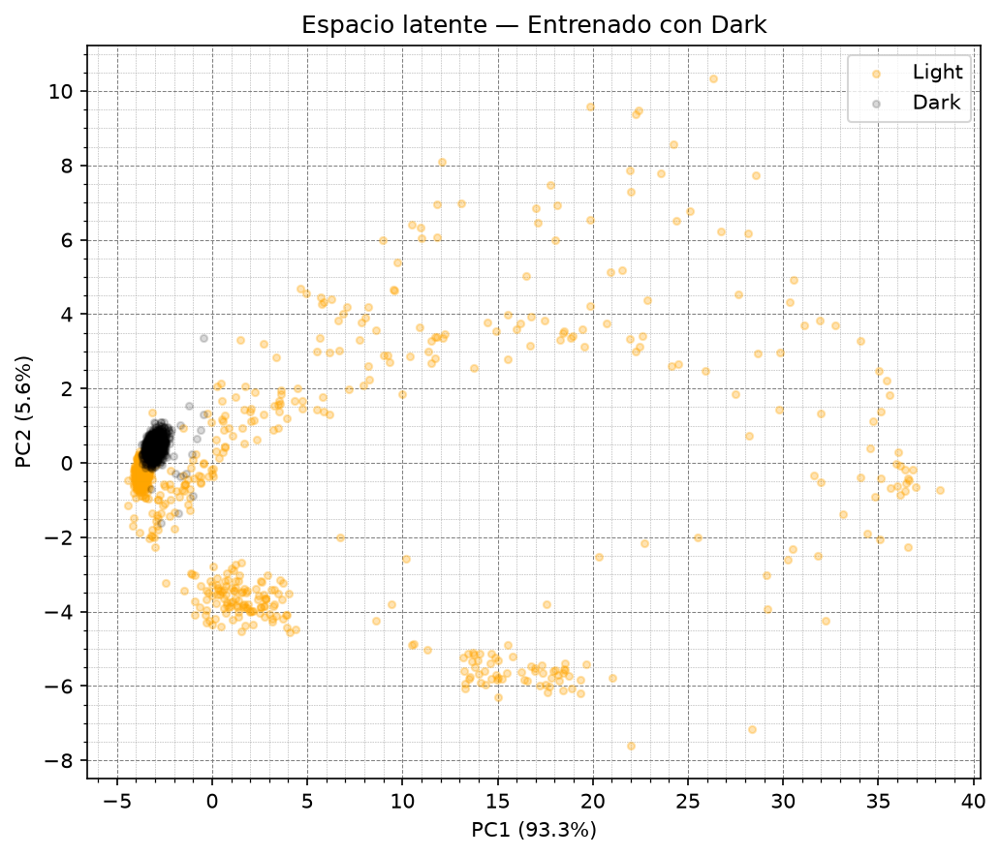 Espacio latente — Entrenado con Dark
Light
Dark
PC2 (5.6%)
10
8
6
4
2
0
−2
−4
−6
−8
−5 0 5 10 15 20 25 30 35 40
PC1 (93.3%)